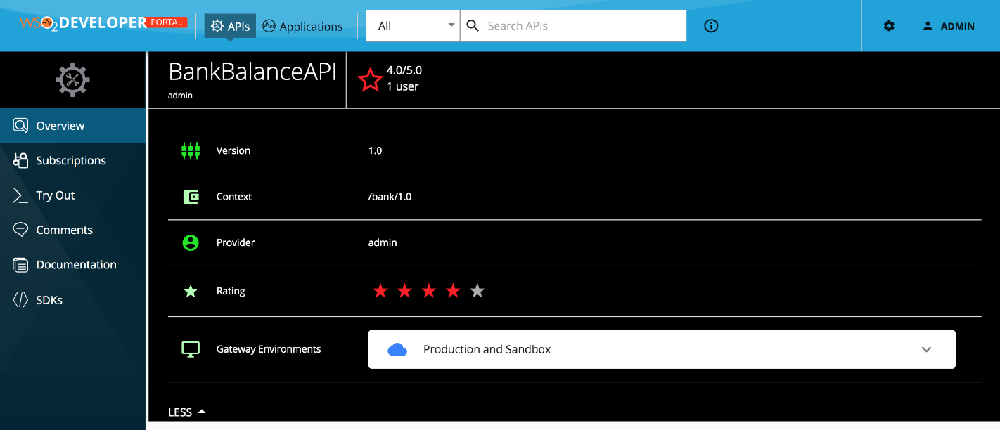 WSO2 DEVELOPER PORTAL
APIs
Applications
All
Search APIs
ADMIN
BankBalanceAPI
admin
4.0/5.0
1 user
Overview
Subscriptions
Try Out
Comments
Documentation
SDKs
Version 1.0
Context /bank/1.0
Provider admin
Rating
Gateway Environments Production and Sandbox
LESS